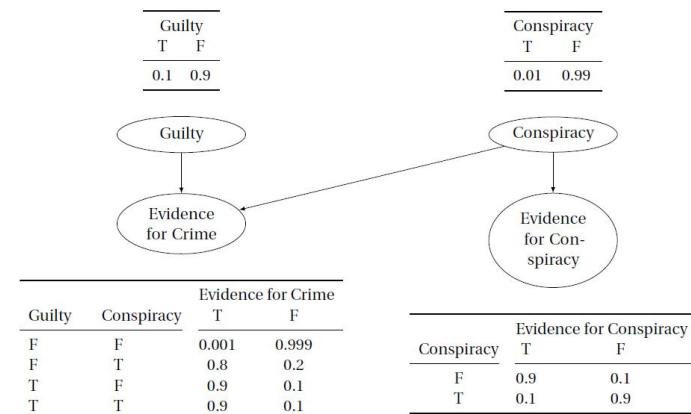 Guilty
T F
0.1 0.9
Conspiracy
T F
0.01 0.99
Guilty
Conspiracy
Evidence
for Crime
Evidence
for Con-
spiracy
Evidence for Crime
Guilty Conspiracy T F
F F 0.001 0.999
F T 0.8 0.2
T F 0.9 0.1
T T 0.9 0.1
Evidence for Conspiracy
Conspiracy T F
F 0.9 0.1
T 0.1 0.9